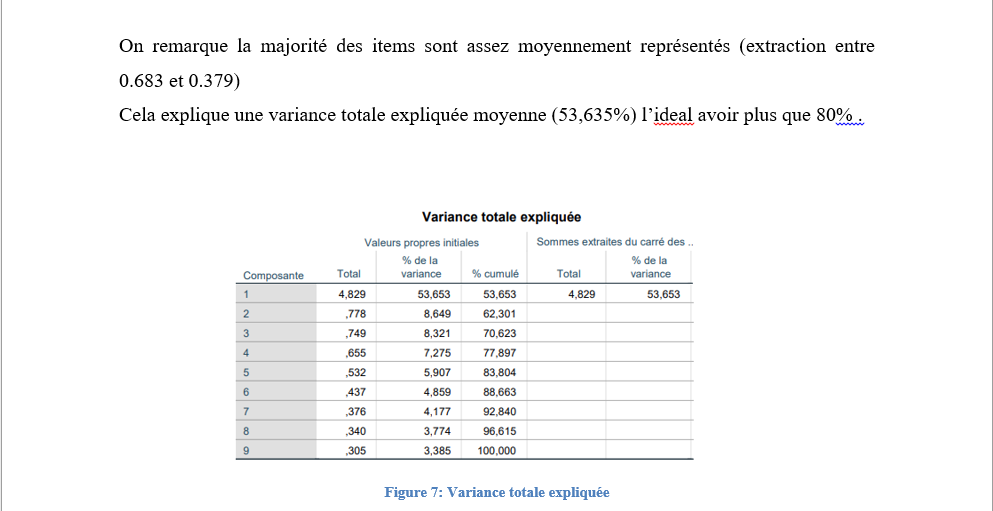 On remarque la majorité des items sont assez moyennement représentés (extraction entre
0.683 et 0.379)
Cela explique une variance totale expliquée moyenne (53,635%) l’ideal avoir plus que 80% .
Variance totale expliquée
Valeurs propres initiales Sommes extraites du carré des ..
% de la % de la
Composante Total variance % cumulé Total variance
1 4,829 53,653 53,653 4,829 53,653
2 ,778 8,649 62,301
3 ,749 8,321 70,623
4 ,655 7,275 77,897
5 ,532 5,907 83,804
6 ,437 4,859 88,663
7 ,376 4,177 92,840
8 ,340 3,774 96,615
9 ,305 3,385 100,000
Figure 7: Variance totale expliquée